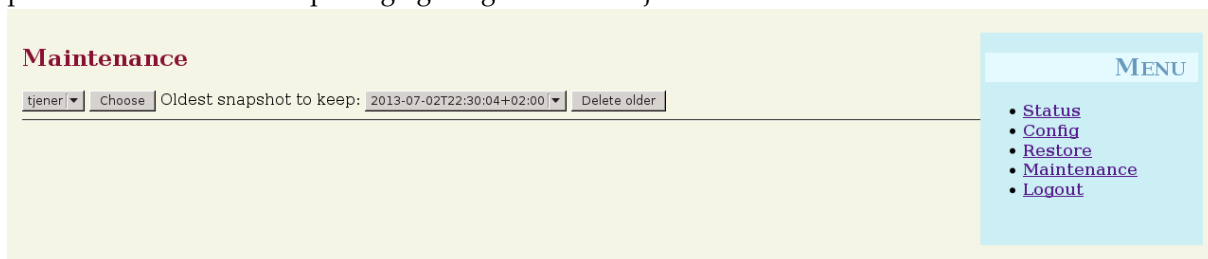 Maintenance
tjener Choose Oldest snapshot to keep: 2013-07-02T22:30:04+02:00 Delete older
MENU
Status
Config
Restore
Maintenance
Logout